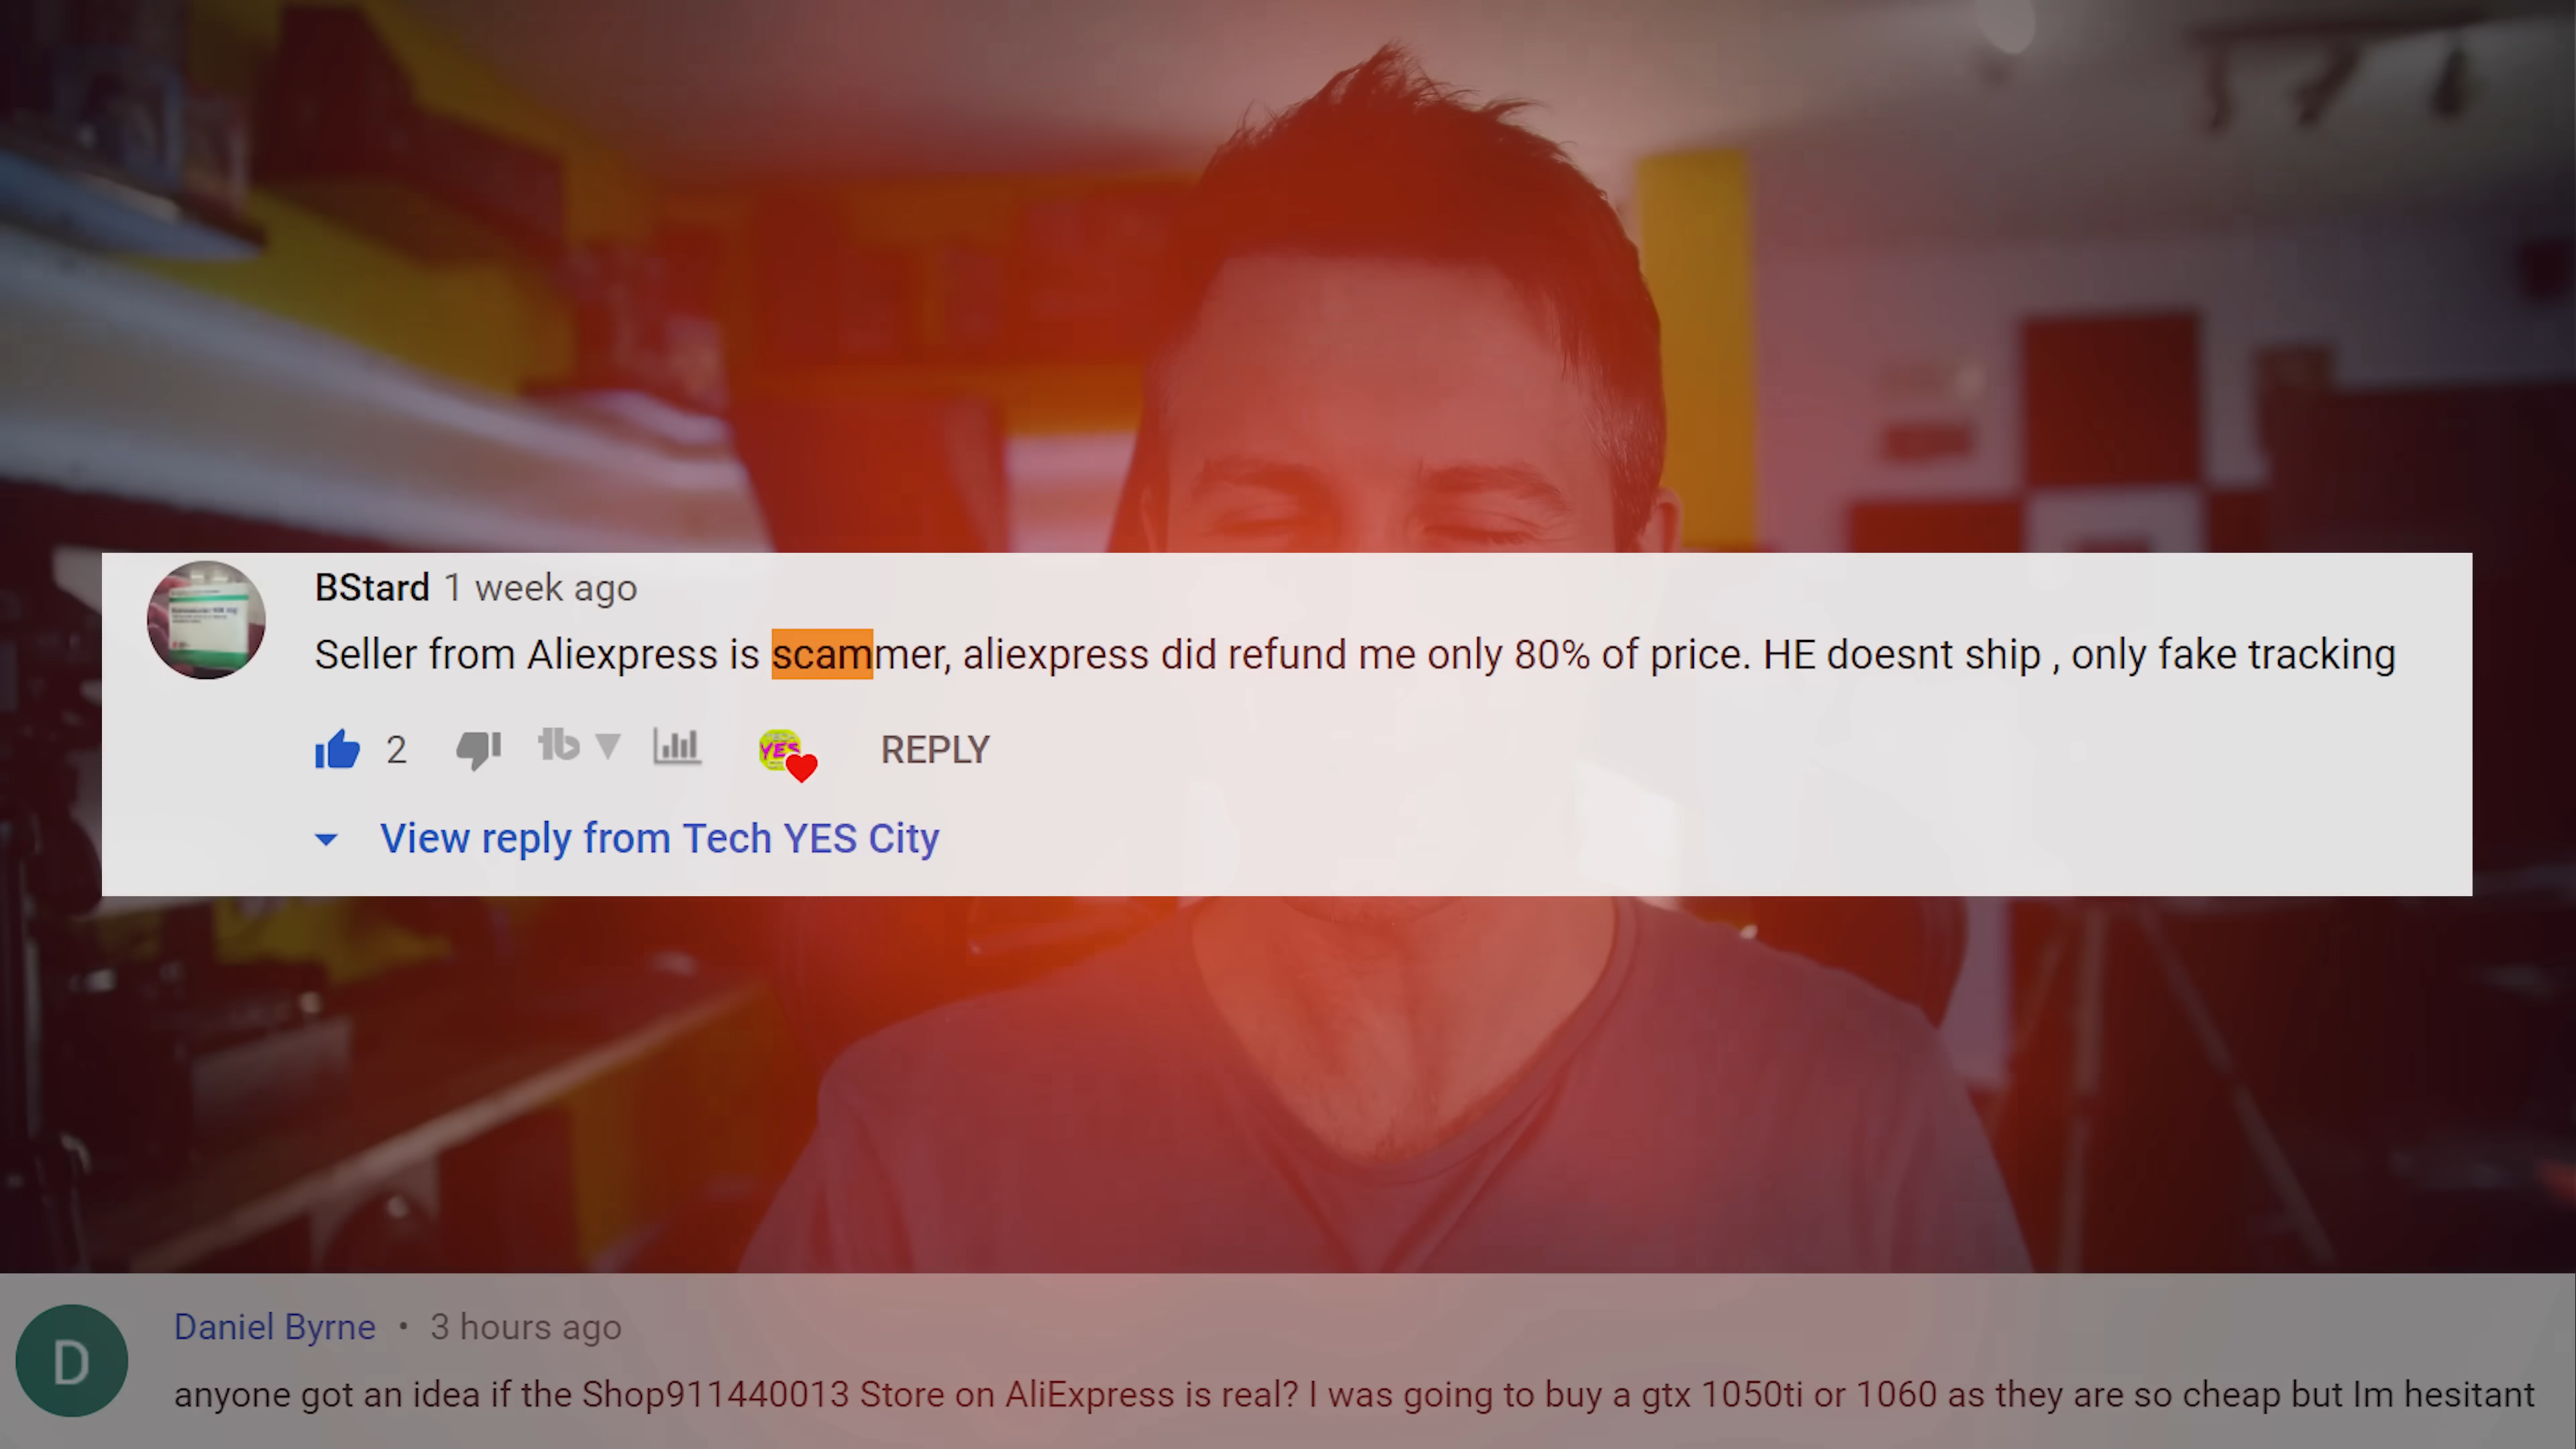 BStard 1 week ago
Seller from Aliexpress is scammer, aliexpress did refund me only 80% of price. HE doesnt ship , only fake tracking
2 REPLY
YES
View reply from Tech YES City
D
Daniel Byrne • 3 hours ago
anyone got an idea if the Shop911440013 Store on AliExpress is real? I was going to buy a gtx 1050ti or 1060 as they are so cheap but Im hesitant